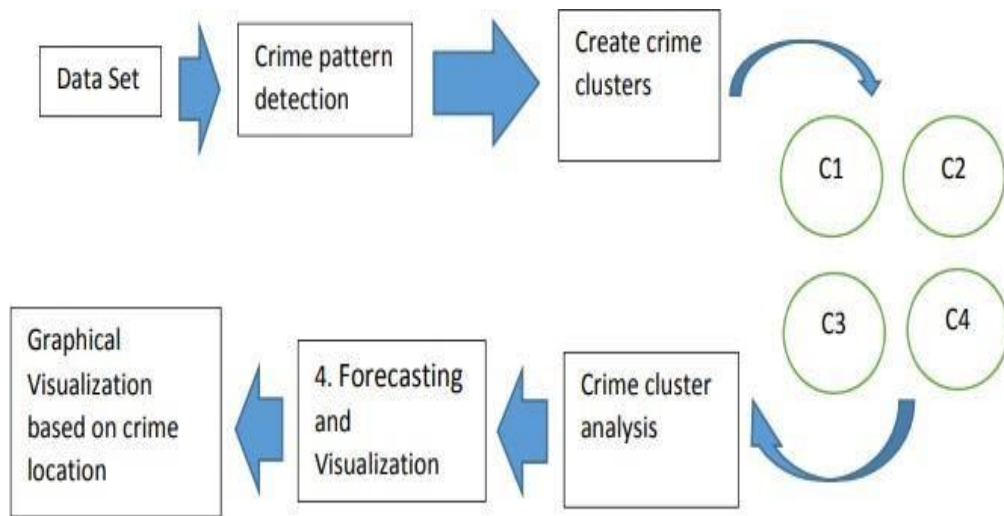 Data Set
Crime pattern
detection
Create crime
clusters
C1
C2
C3
C4
Crime cluster
analysis
4. Forecasting
and
Visualization
Graphical
Visualization
based on crime
location